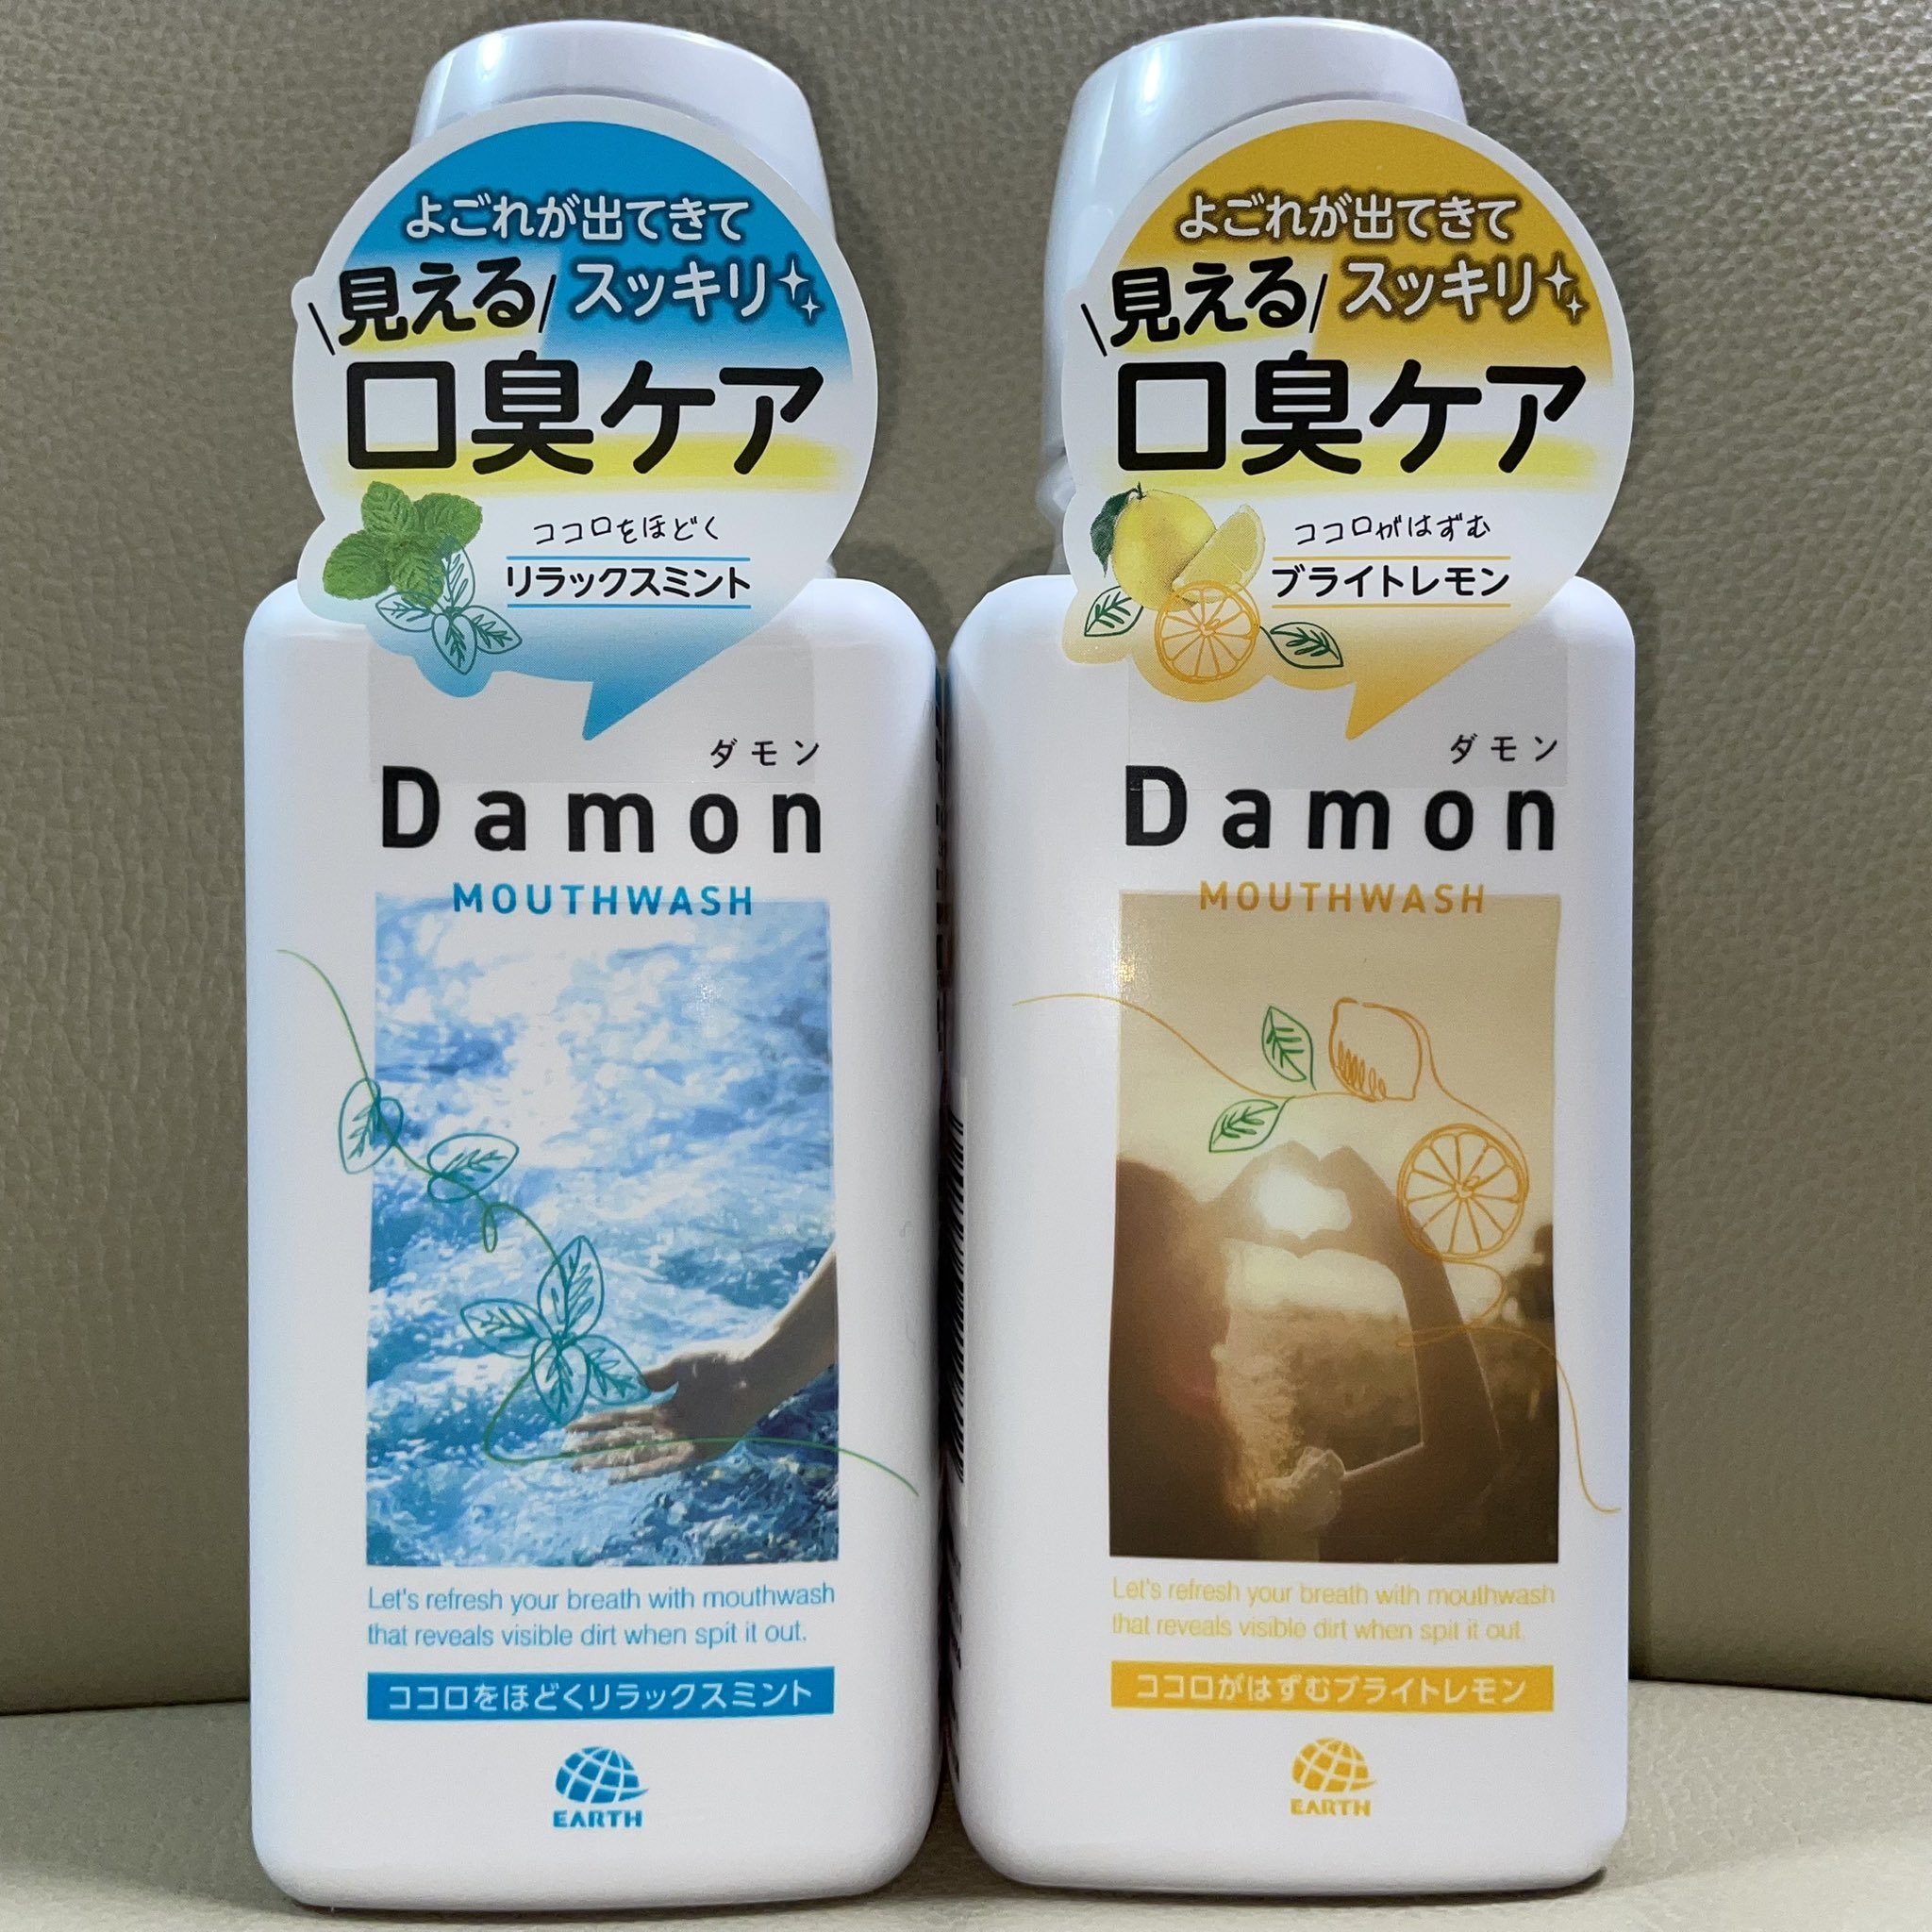 よごれが出てきて
見える スッキリ
口臭ケア
ココロをほどく
リラックスミント
ダモン
Damon
MOUTHWASH
Let's refresh your breath with mouthwash
that reveals visible dirt when spit it out.
ココロをほどくリラックスミント
EARTH
よごれが出てきて
見える スッキリ
口臭ケア
ココロがはずむ
ブライトレモン
ダモン
Damon
MOUTHWASH
Let's refresh your breath with mouthwash
that reveals visible dirt when spit it out.
ココロがはずむブライトレモン
EARTH